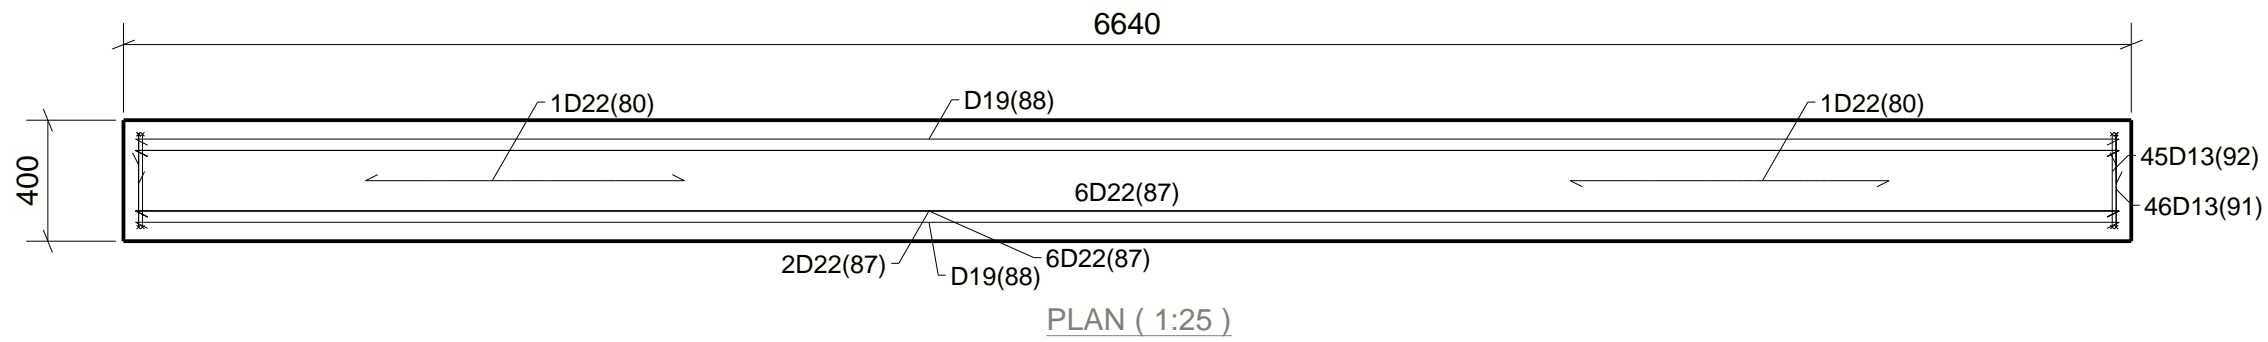 6640
1D22(80)
D19(88)
1D22(80)
400
45D13(92)
6D22(87)
46D13(91)
2D22(87)
6D22(87)
D19(88)
PLAN ( 1:25 )